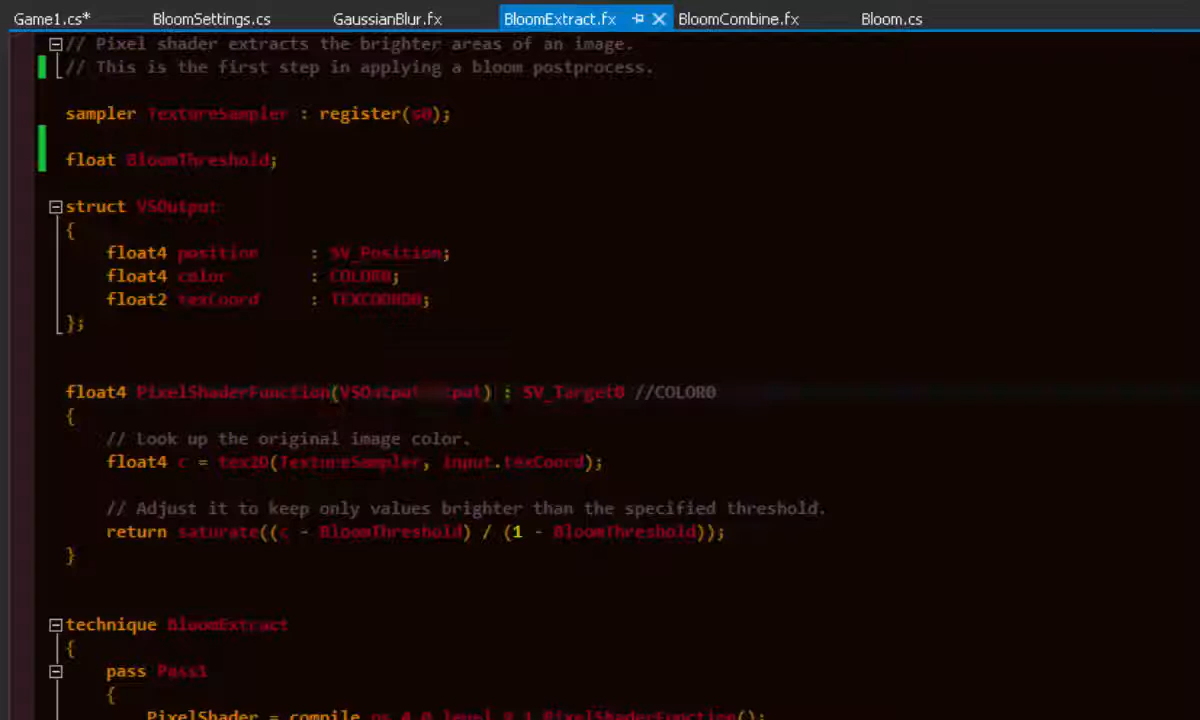 Game1.cs* BloomSettings.cs GaussianBlur.fx BloomExtract.fx BloomCombine.fx Bloom.cs
// Pixel shader extracts the brighter areas of an image.
// This is the first step in applying a bloom postprocess.
sampler TextureSampler : register(s0);
float BloomThreshold;
struct VSOutput
{
float4 position : SV_Position;
float4 color : COLOR0;
float2 texCoord : TEXCOORD0;
};
float4 PixelShaderFunction(VSOutput input) : SV_Target0 //COLOR0
{
// Look up the original image color.
float4 c = tex2D(TextureSampler, input.texCoord);
// Adjust it to keep only values brighter than the specified threshold.
return saturate((c - BloomThreshold) / (1 - BloomThreshold));
}
technique BloomExtract
{
pass Pass1
{
PixelShader = compile ps_4_0_level_9_1 PixelShaderFunction();